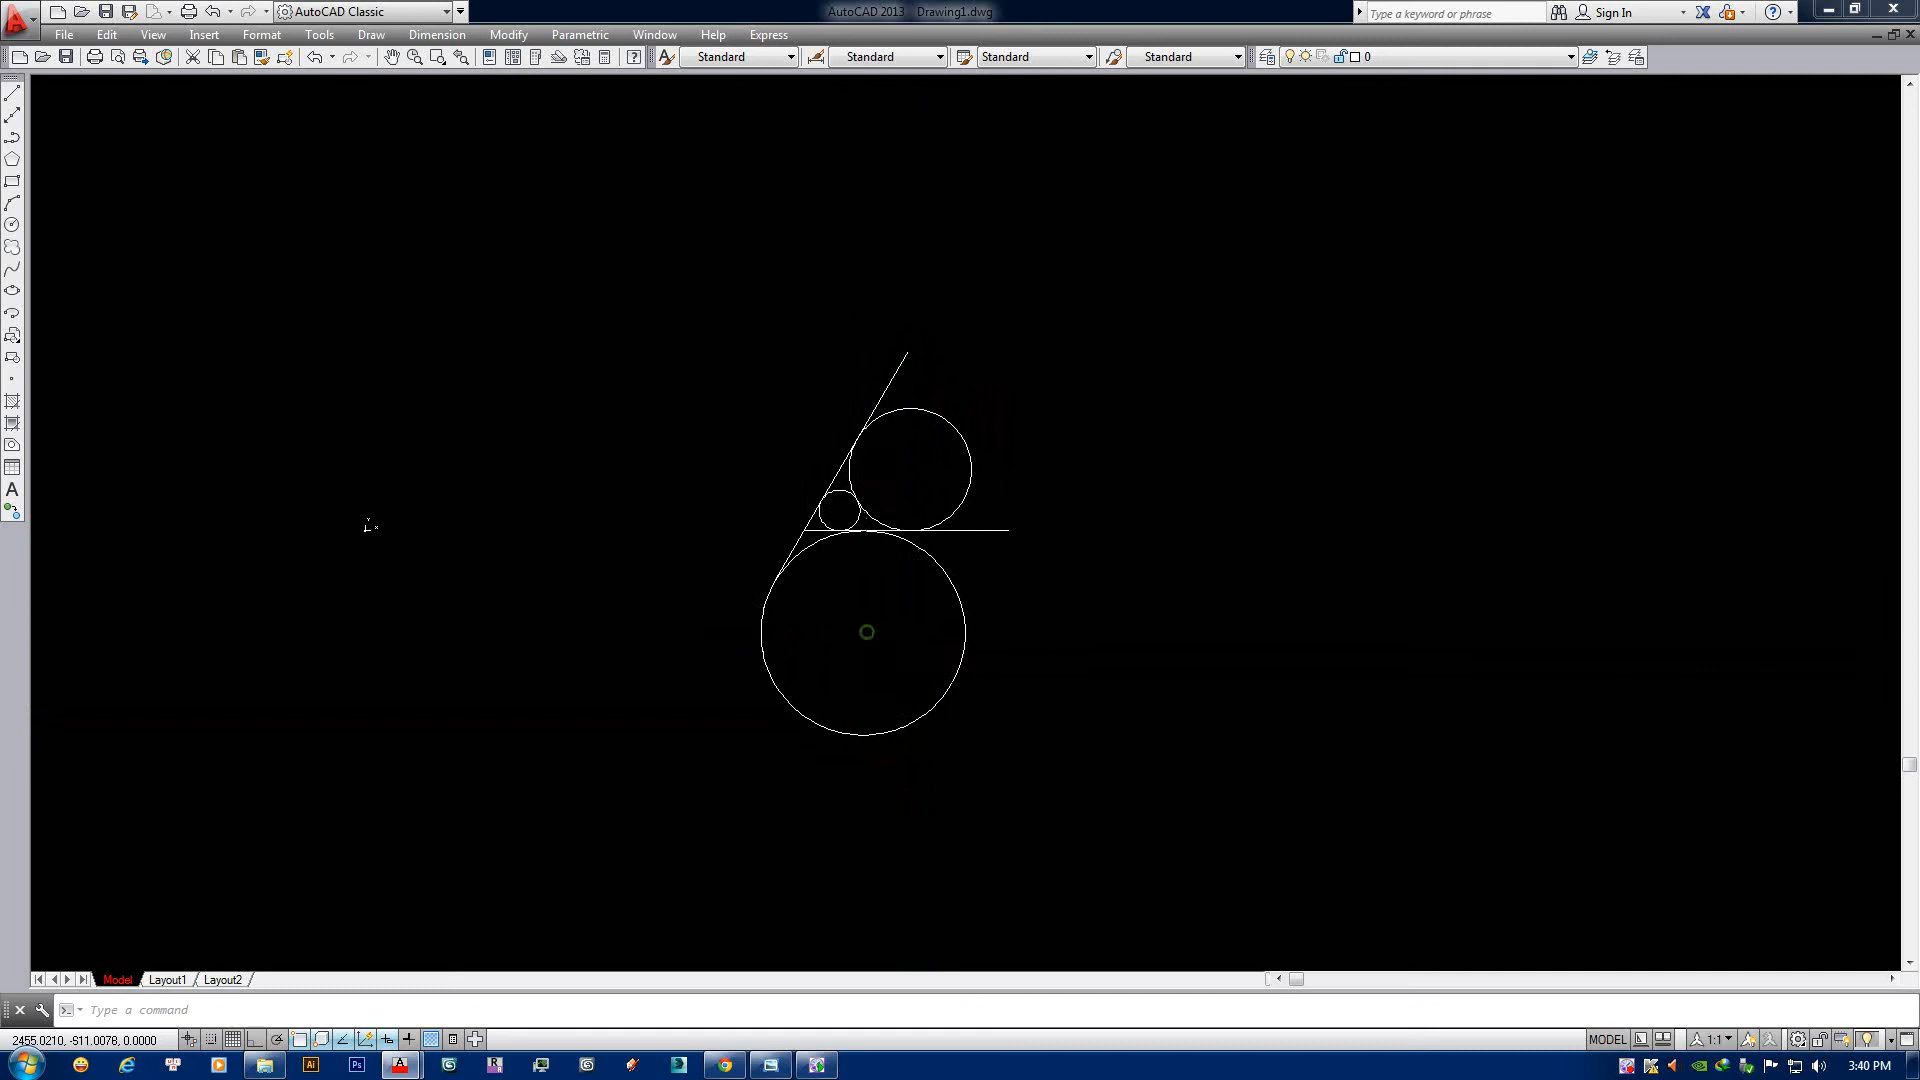 AutoCAD Classic
AutoCAD 2013 Drawing1.dwg
Type a keyword or phrase
Sign In
File Edit View Insert Format Tools Draw Dimension Modify Parametric Window Help Express
Standard Standard Standard Standard 0
A
Model Layout1 Layout2
Type a command
2455.0210, -511.0078, 0.0000
MODEL 1:1
Ai Ps
3:40 PM